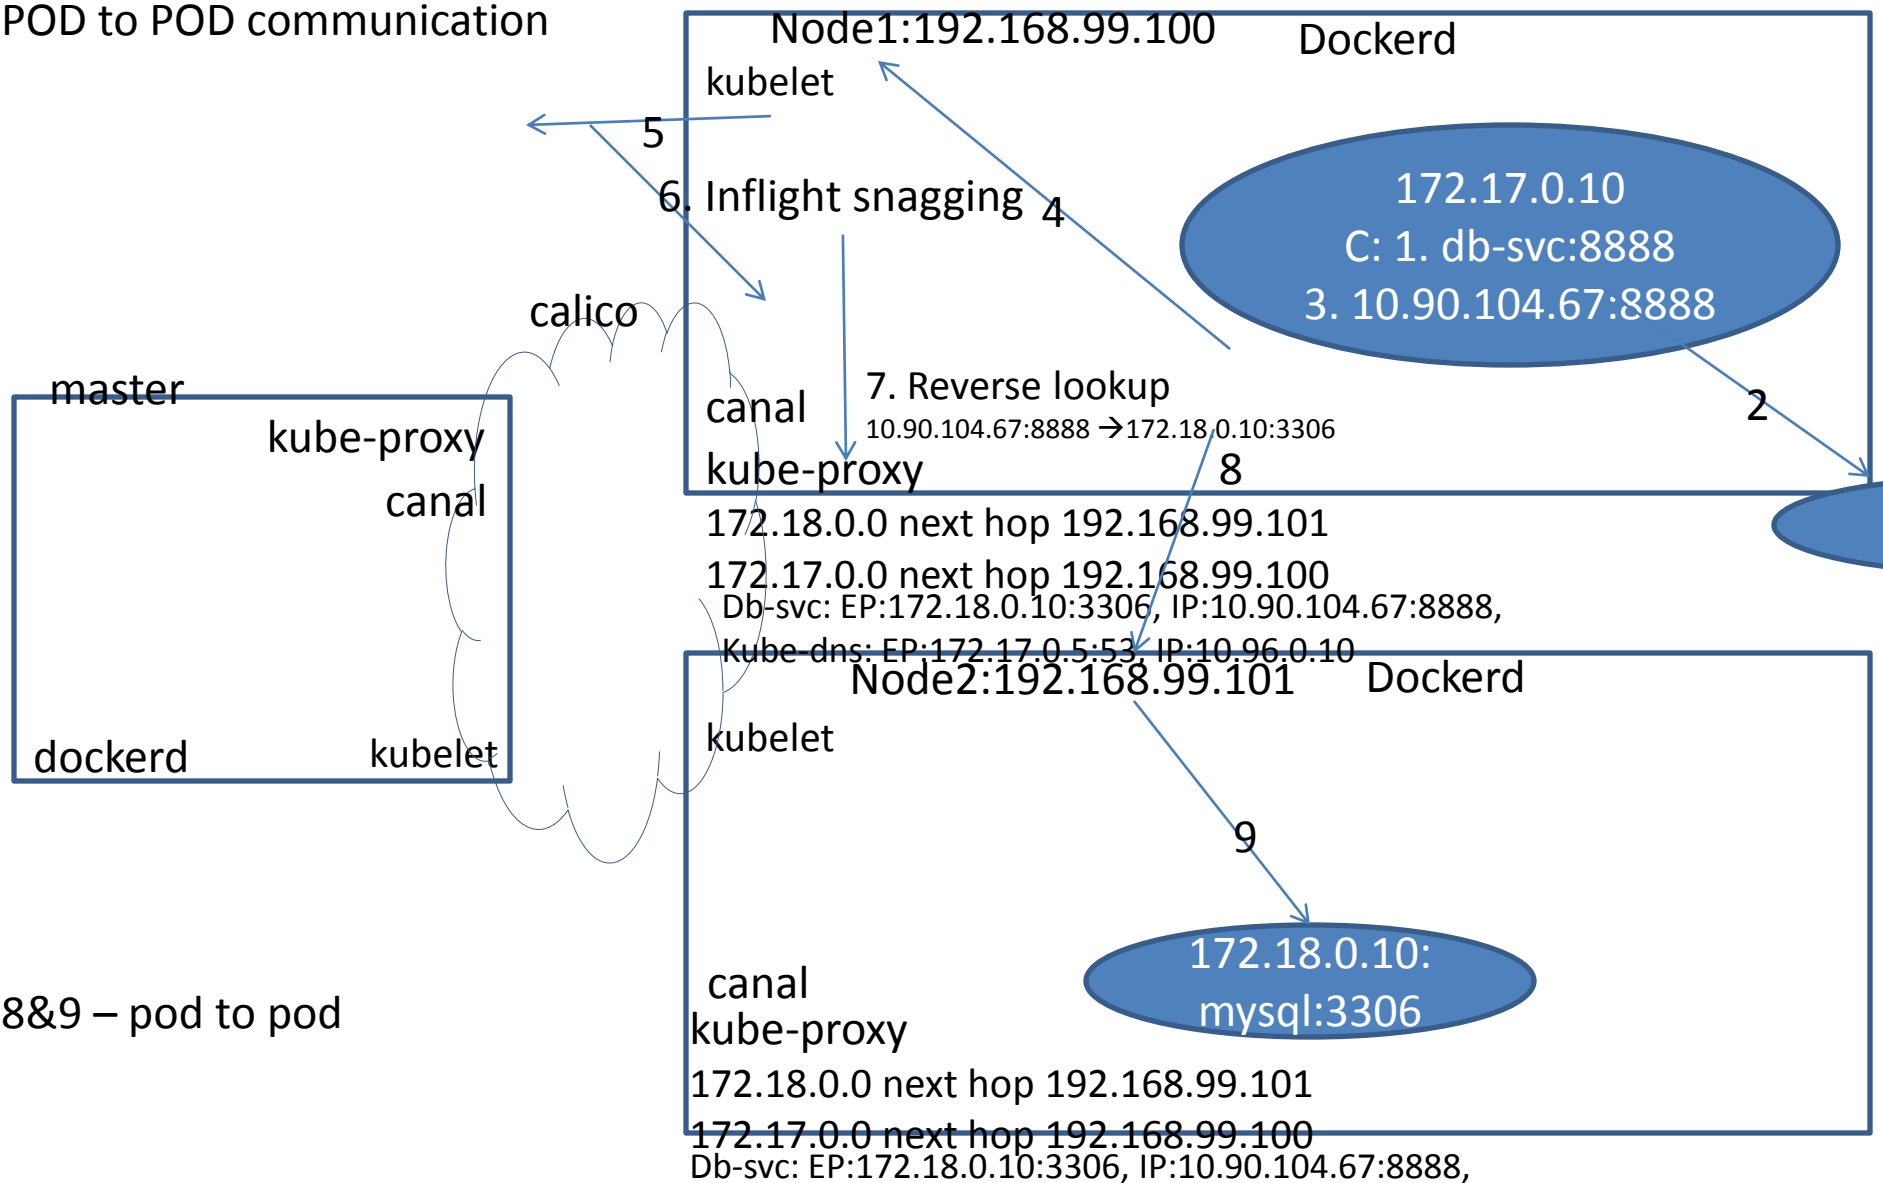 POD to POD communication
Node1:192.168.99.100
Dockerd
kubelet
5
6. Inflight snagging
4
172.17.0.10
C: 1. db-svc:8888
3. 10.90.104.67:8888
calico
2
master
kube-proxy
canal
dockerd
kubelet
canal
7. Reverse lookup
10.90.104.67:8888 →172.18.0.10:3306
kube-proxy
8
172.18.0.0 next hop 192.168.99.101
172.17.0.0 next hop 192.168.99.100
Db-svc: EP:172.18.0.10:3306, IP:10.90.104.67:8888,
Kube-dns: EP:172.17.0.5:53, IP:10.96.0.10
Node2:192.168.99.101
Dockerd
kubelet
9
172.18.0.10:
mysql:3306
canal
kube-proxy
8&9 – pod to pod
172.18.0.0 next hop 192.168.99.101
172.17.0.0 next hop 192.168.99.100
Db-svc: EP:172.18.0.10:3306, IP:10.90.104.67:8888,